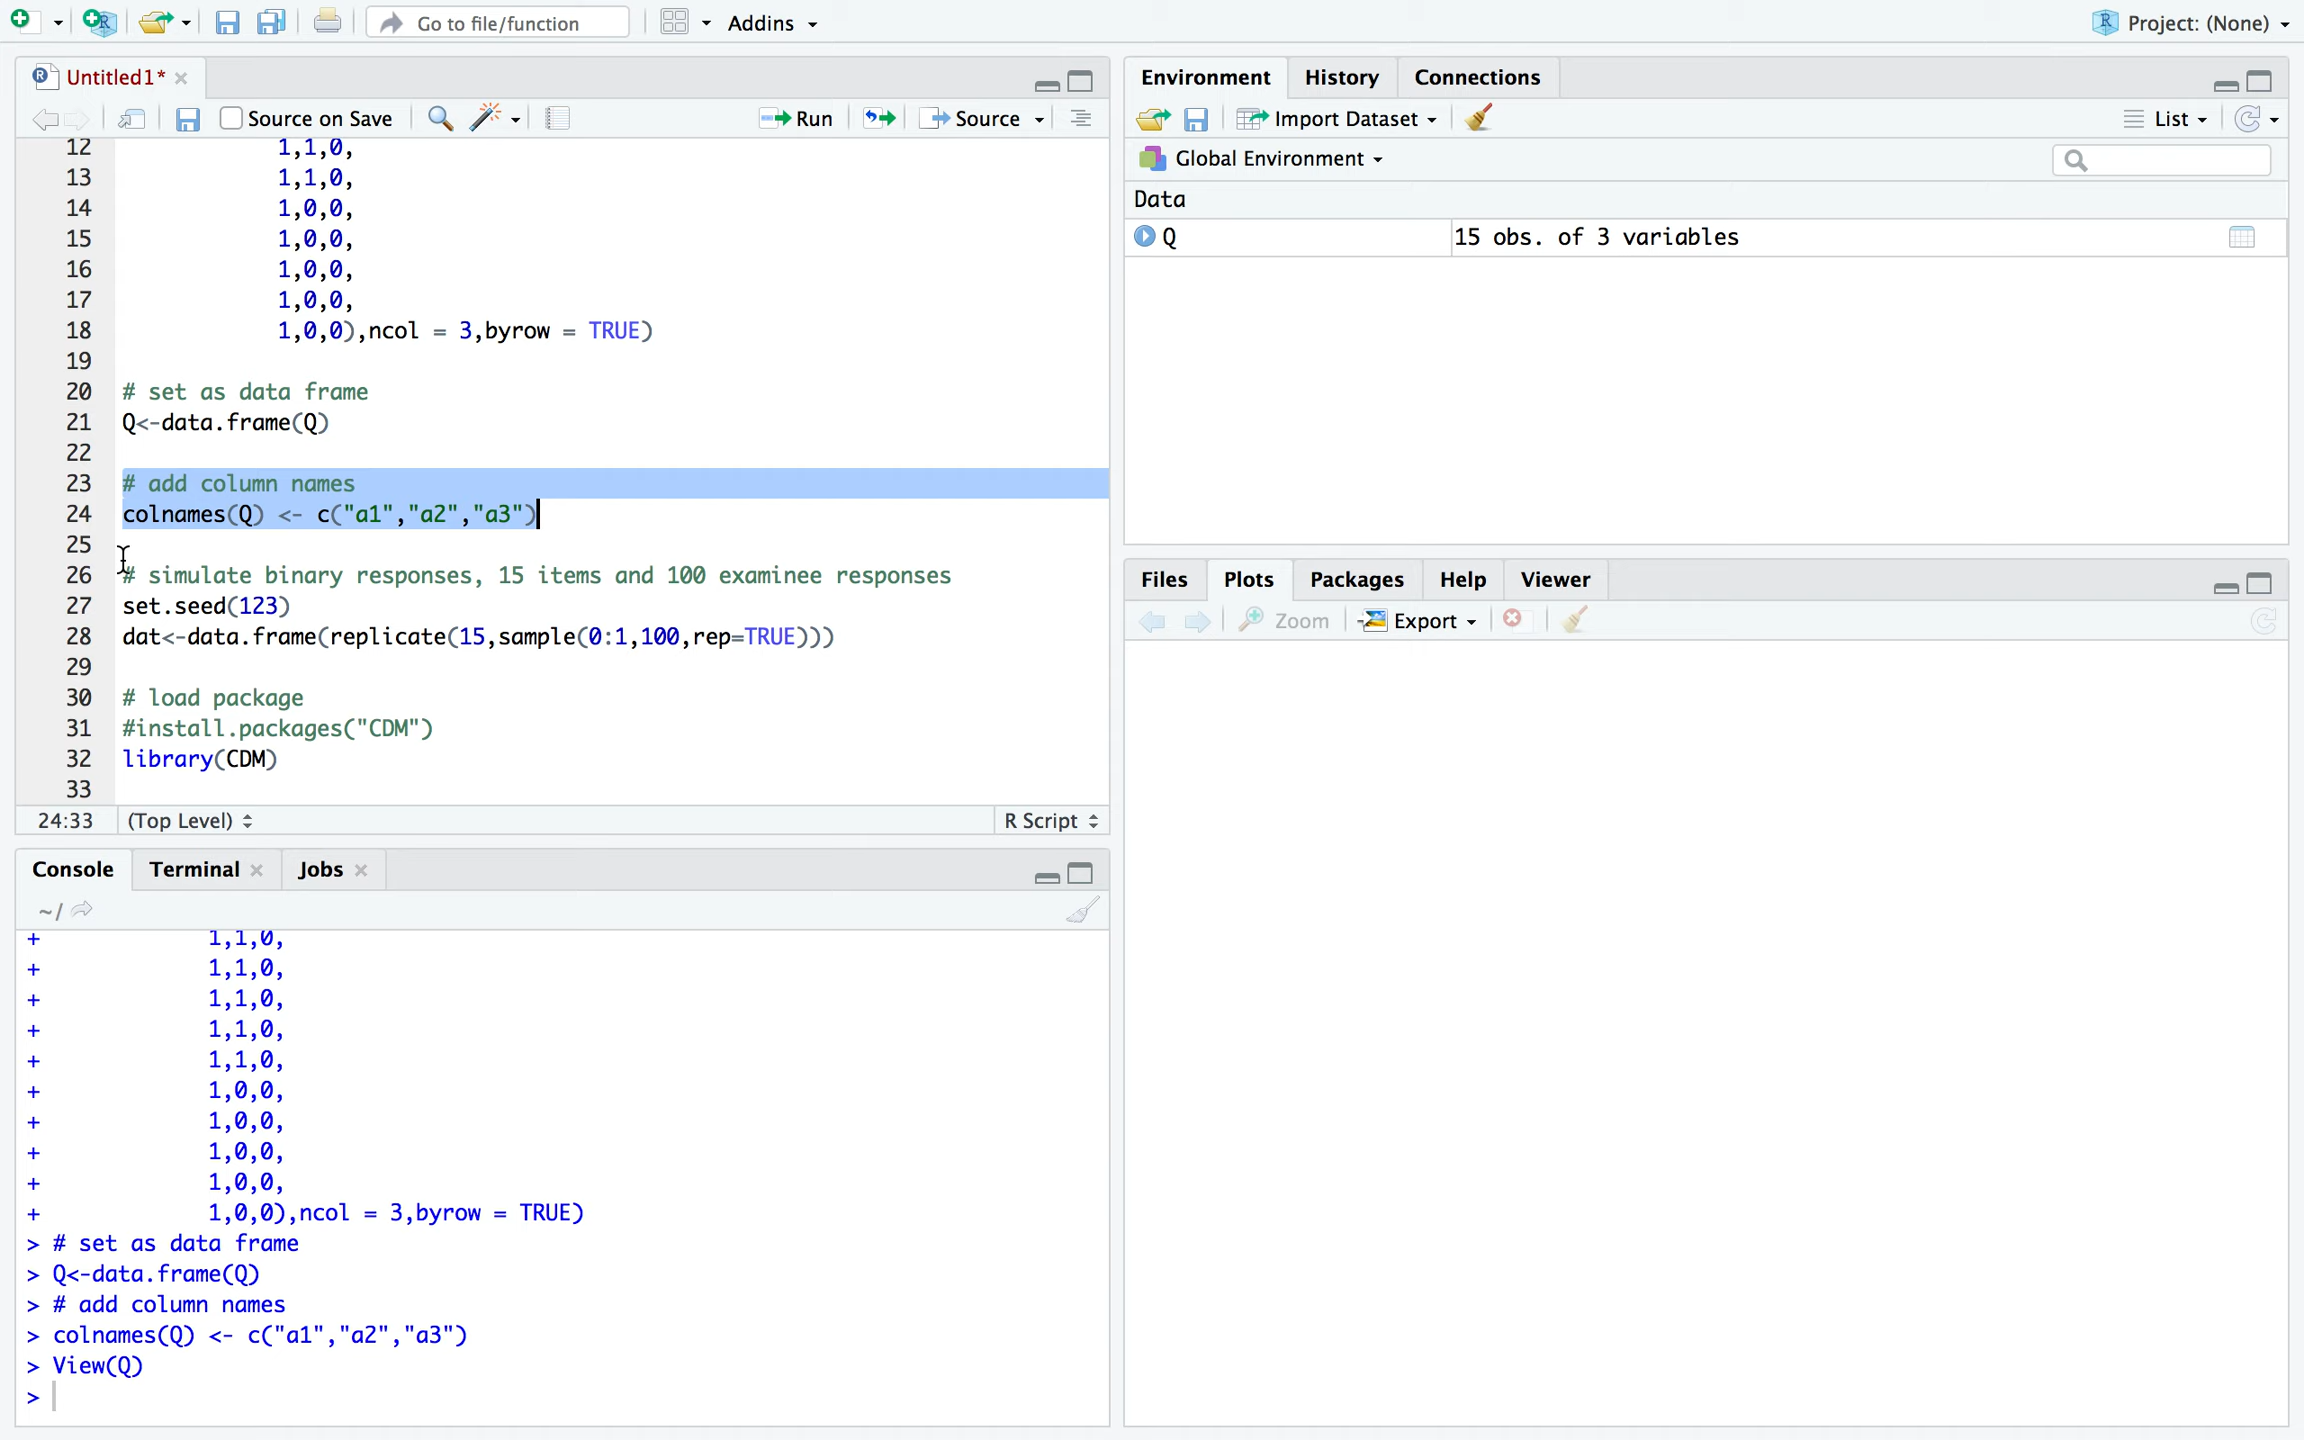 Go to file/function
Addins
Project: (None)
Untitled1*
Source on Save
Run
Source
12 1,1,0,
13 1,1,0,
14 1,0,0,
15 1,0,0,
16 1,0,0,
17 1,0,0,
18 1,0,0),ncol = 3,byrow = TRUE)
19
20 # set as data frame
21 Q<-data.frame(Q)
22
23 # add column names
24 colnames(Q) <- c("a1","a2","a3")
25
26 # simulate binary responses, 15 items and 100 examinee responses
27 set.seed(123)
28 dat<-data.frame(replicate(15,sample(0:1,100,rep=TRUE)))
29
30 # load package
31 #install.packages("CDM")
32 library(CDM)
33
24:33 (Top Level) R Script
Console Terminal Jobs
~/
+ 1,1,0,
+ 1,1,0,
+ 1,1,0,
+ 1,1,0,
+ 1,1,0,
+ 1,0,0,
+ 1,0,0,
+ 1,0,0,
+ 1,0,0,
+ 1,0,0),ncol = 3,byrow = TRUE)
> # set as data frame
> Q<-data.frame(Q)
> # add column names
> colnames(Q) <- c("a1","a2","a3")
> View(Q)
>
Environment History Connections
Import Dataset List
Global Environment
Data
Q 15 obs. of 3 variables
Files Plots Packages Help Viewer
Zoom Export